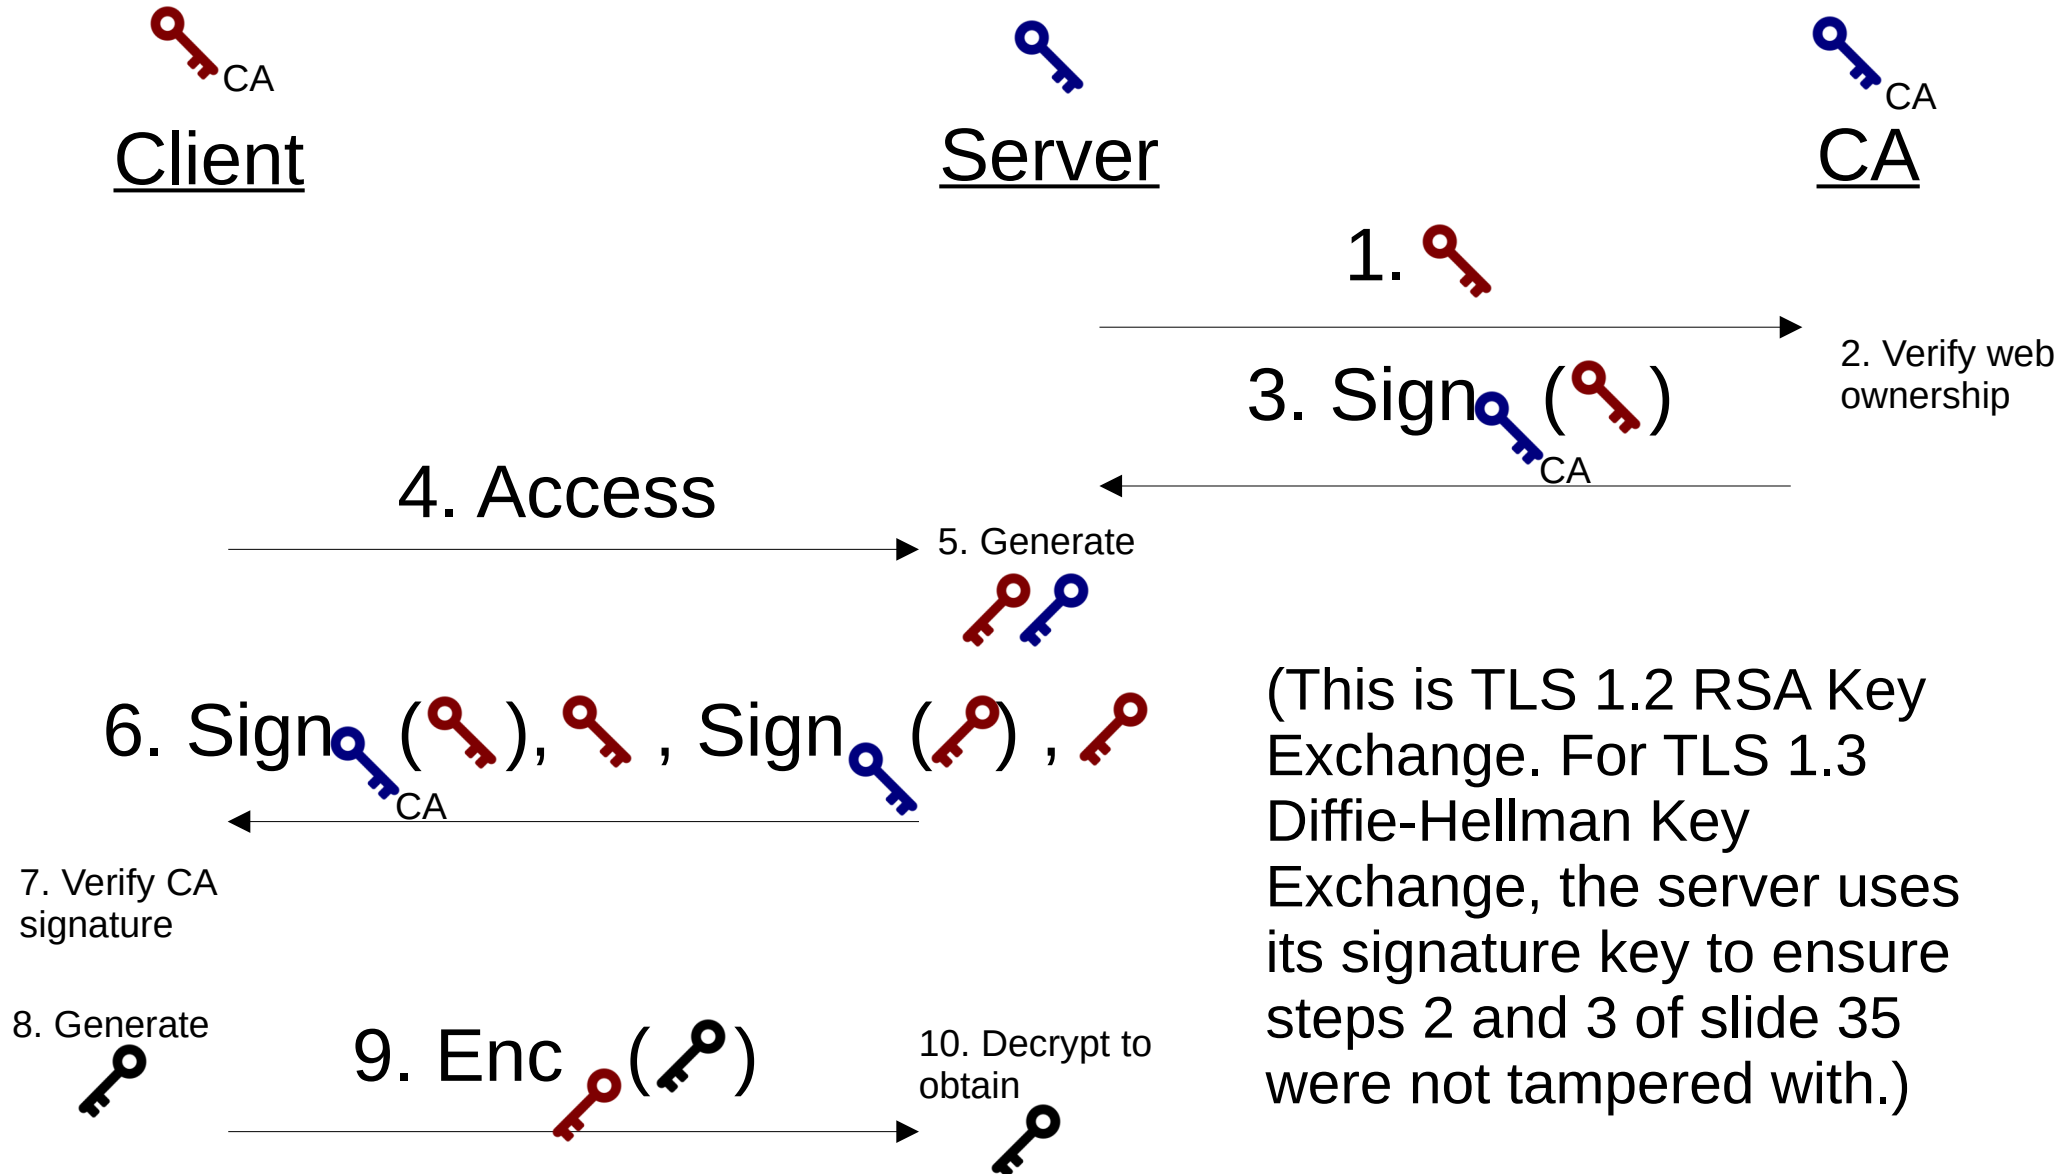 CA
CA
Client
Server
CA
1.
2. Verify web
ownership
3. Sign ( )
CA
4. Access
5. Generate
6. Sign ( ), , Sign ( ) ,
CA
7. Verify CA
signature
8. Generate
9. Enc ( )
10. Decrypt to
obtain
(This is TLS 1.2 RSA Key
Exchange. For TLS 1.3
Diffie-Hellman Key
Exchange, the server uses
its signature key to ensure
steps 2 and 3 of slide 35
were not tampered with.)